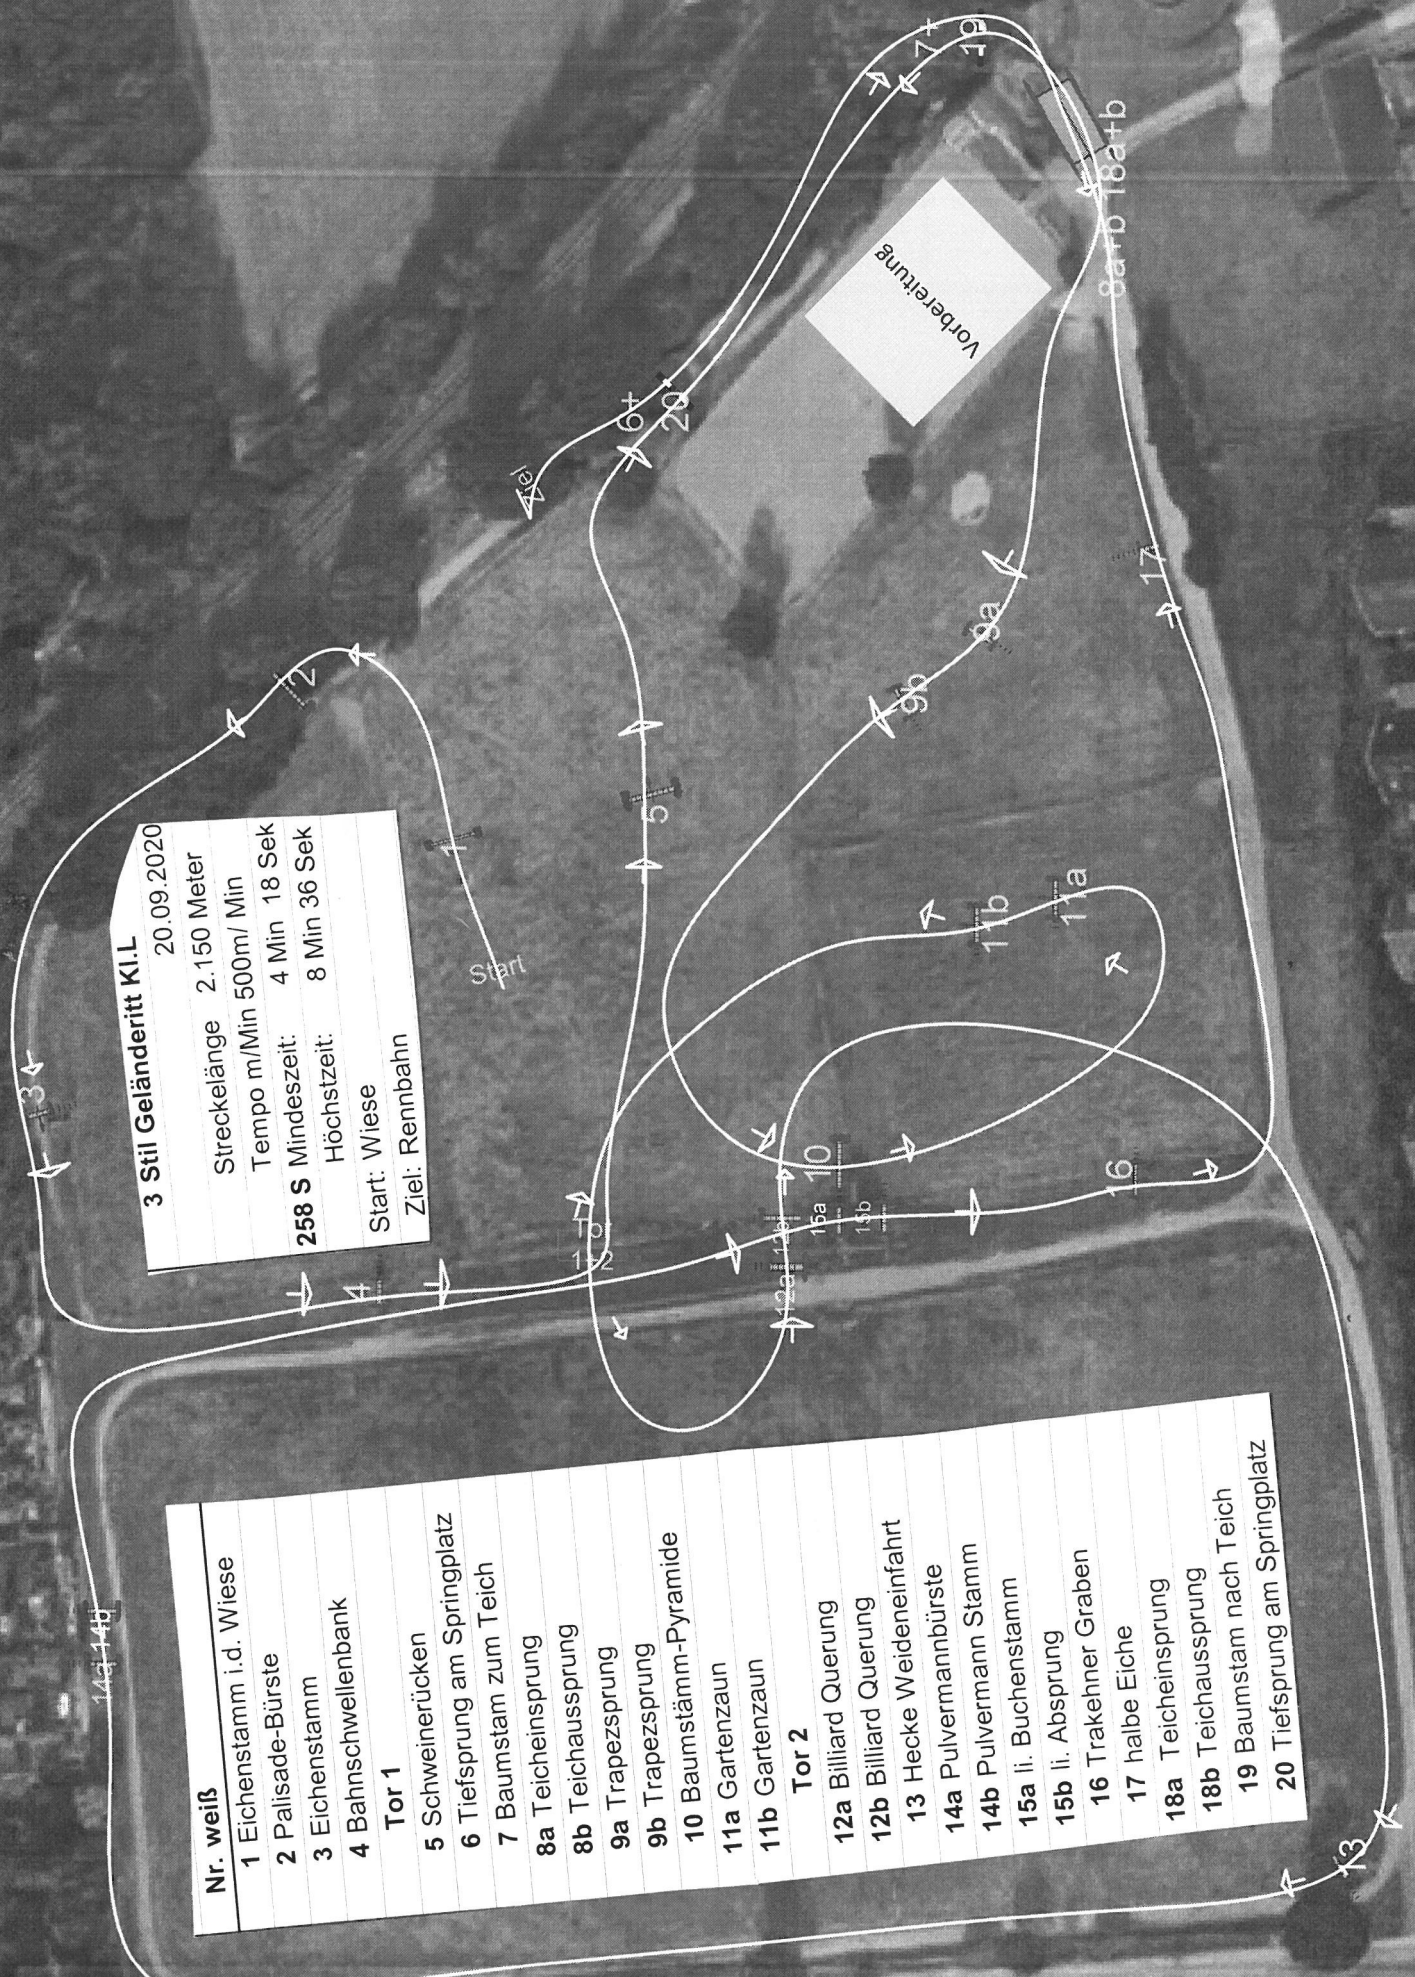 3 Stil Geländeritt Kl.L
20.09.2020
Streckelänge 2.150 Meter
Tempo m/Min 500m/ Min
258 S Mindeszeit: 4 Min 18 Sek
Höchstzeit: 8 Min 36 Sek
Start: Wiese
Ziel: Rennbahn
Nr. weiß
1 Eichenstamm i.d. Wiese
2 Palisade-Bürste
3 Eichenstamm
4 Bahnschwellenbank
Tor 1
5 Schweinerücken
6 Tiefsprung am Springplatz
7 Baumstam zum Teich
8a Teicheinsprung
8b Teichaussprung
9a Trapezsprung
9b Trapezsprung
10 Baumstämm-Pyramide
11a Gartenzaun
11b Gartenzaun
Tor 2
12a Billiard Querung
12b Billiard Querung
13 Hecke Weideneinfahrt
14a Pulvermannbürste
14b Pulvermann Stamm
15a li. Buchenstamm
15b li. Absprung
16 Trakehner Graben
17 halbe Eiche
18a Teicheinsprung
18b Teichaussprung
19 Baumstam nach Teich
20 Tiefsprung am Springplatz
Start
1
2
3
4
Tor
1+2
5
6+
20
Ziel
7+
19
8a+b 18a+b
Vorbereitung
9a
9b
10
11a
11b
12a
12b
13
14a 14b
15a
15b
16
17